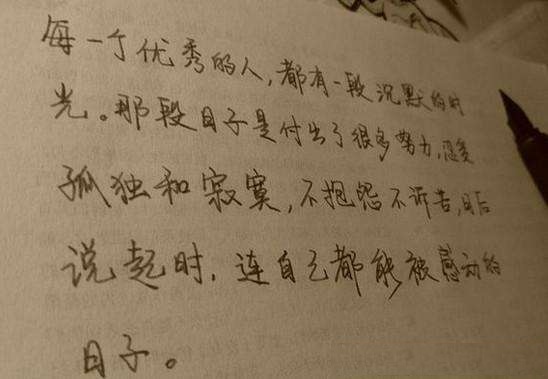 每一个优秀的人,都有一段沉默的时
光。那段日子是付出了很多努力,忍受
孤独和寂寞,不抱怨不诉苦,日后
说起时,连自己都能被感动的
日子。